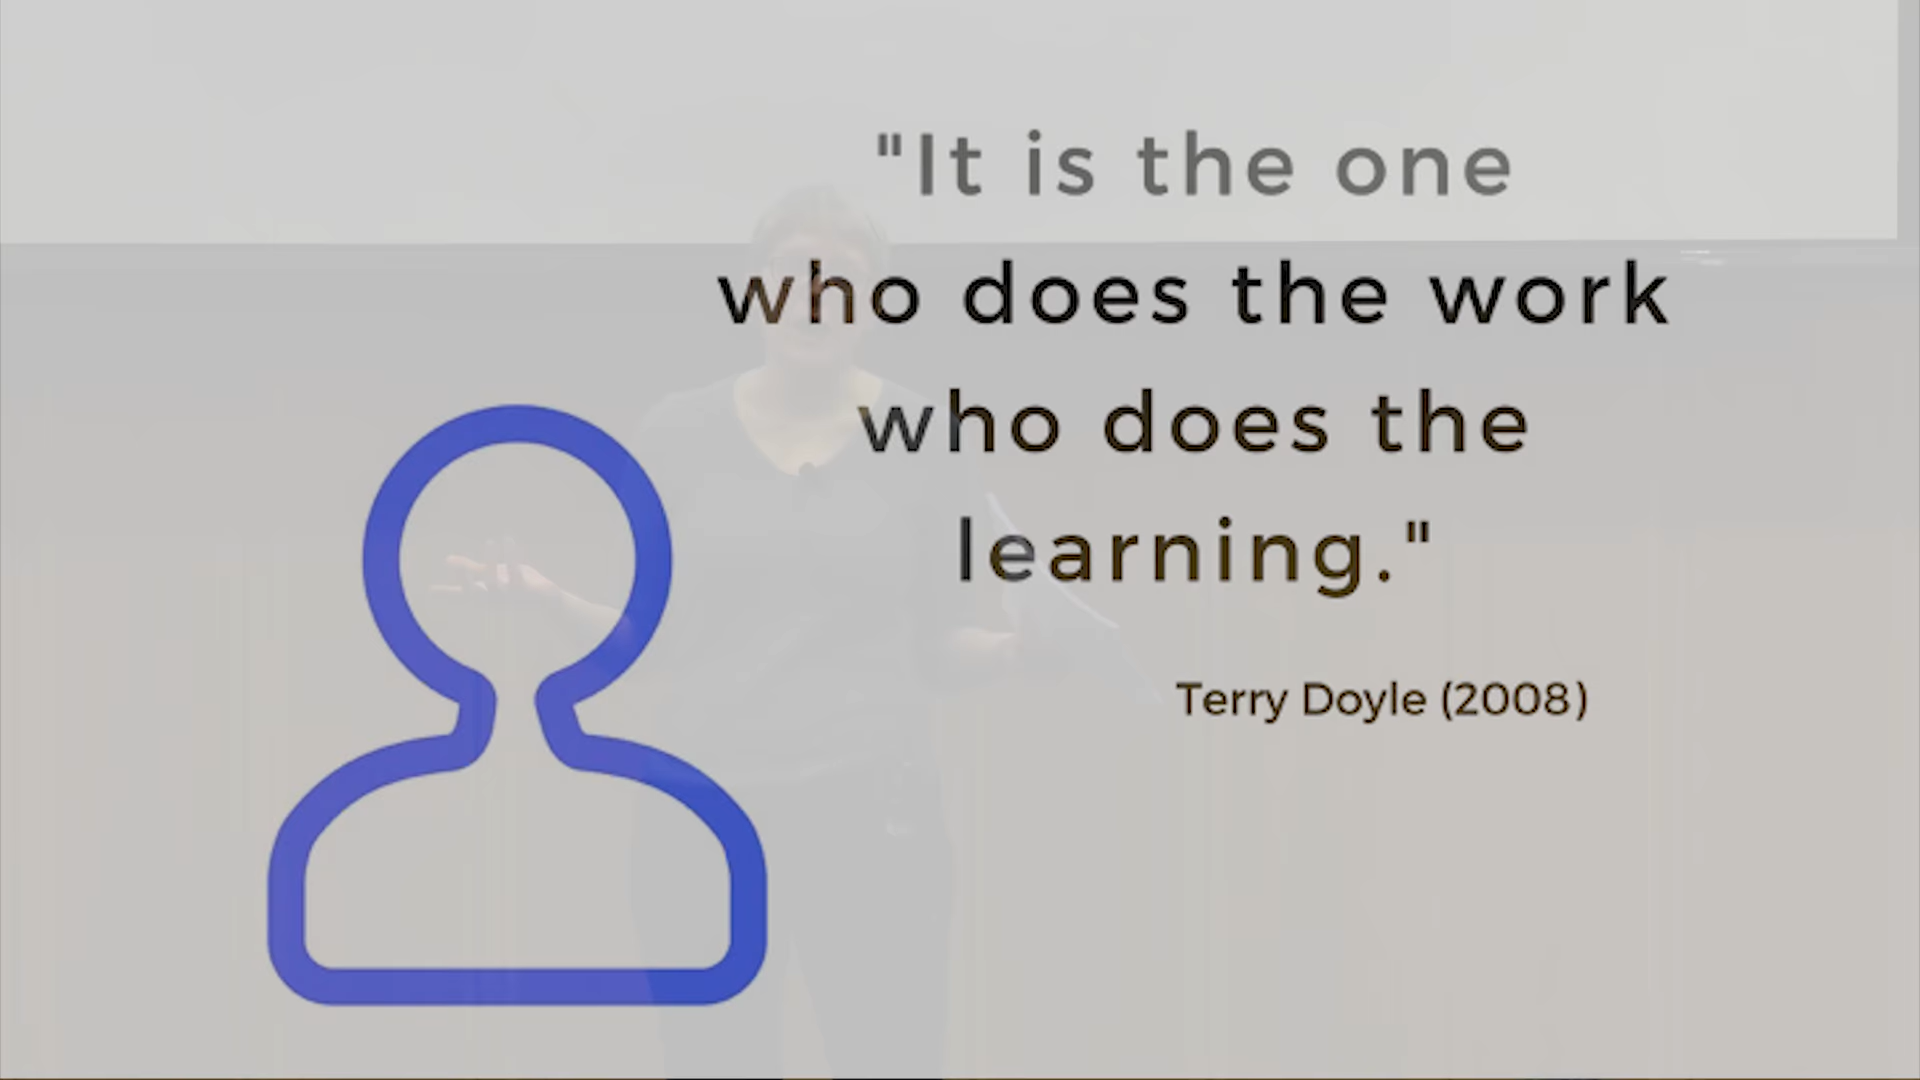 "It is the one
who does the work
who does the
learning."
Terry Doyle (2008)